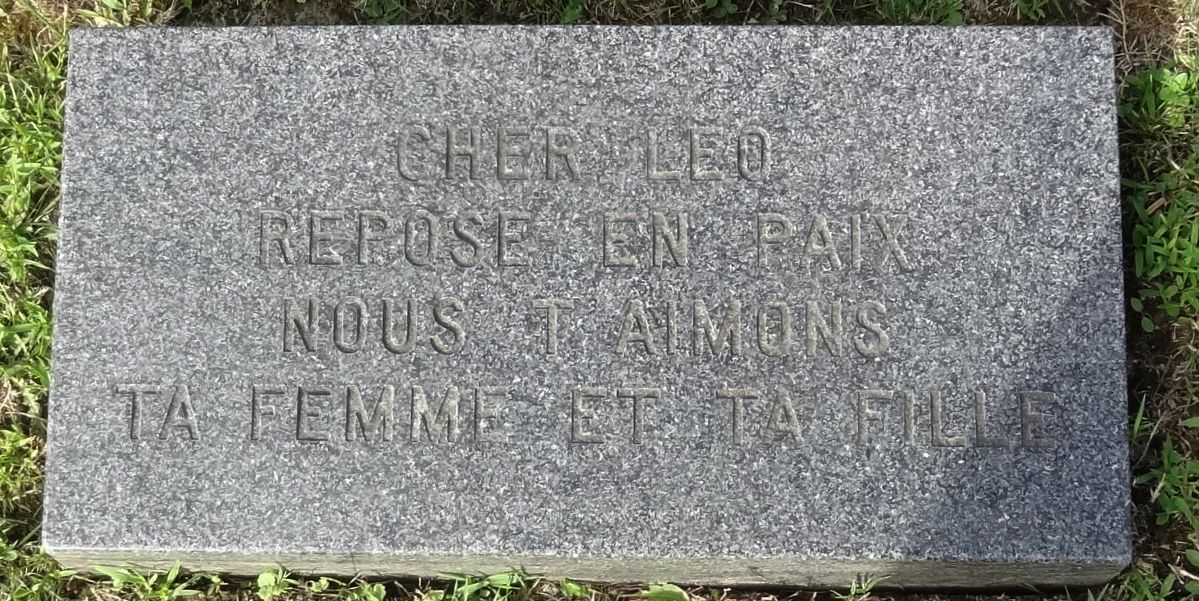 CHER LEO
REPOSE EN PAIX
NOUS T AIMONS
TA FEMME ET TA FILLE